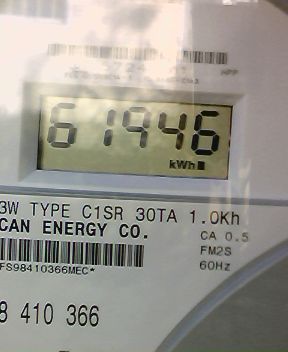 61946
kWh
3W TYPE C1SR 30TA 1.0Kh
CAN ENERGY CO.
CA 0.5
FM2S
FS98410366MEC*
60Hz
8 410 366